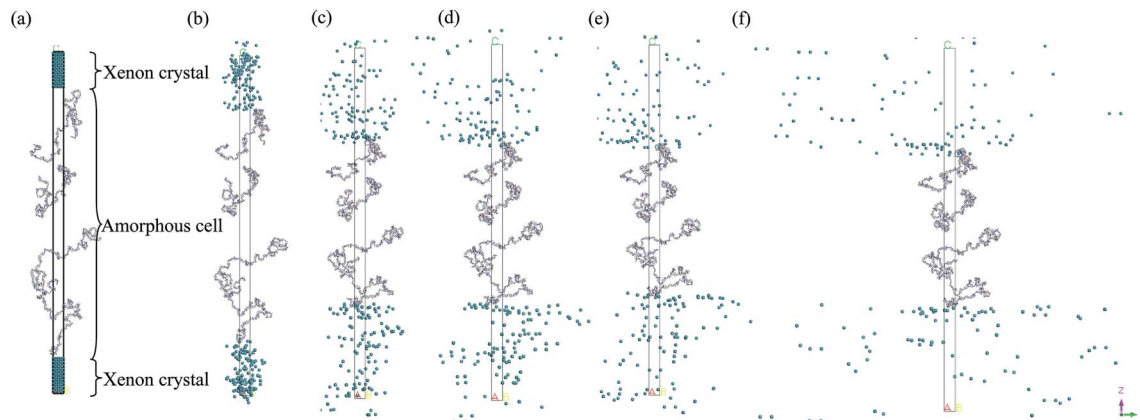 (a) (b) (c) (d) (e) (f)
C C C C
Xenon crystal
Amorphous cell
Xenon crystal
A B A B A B B
Z